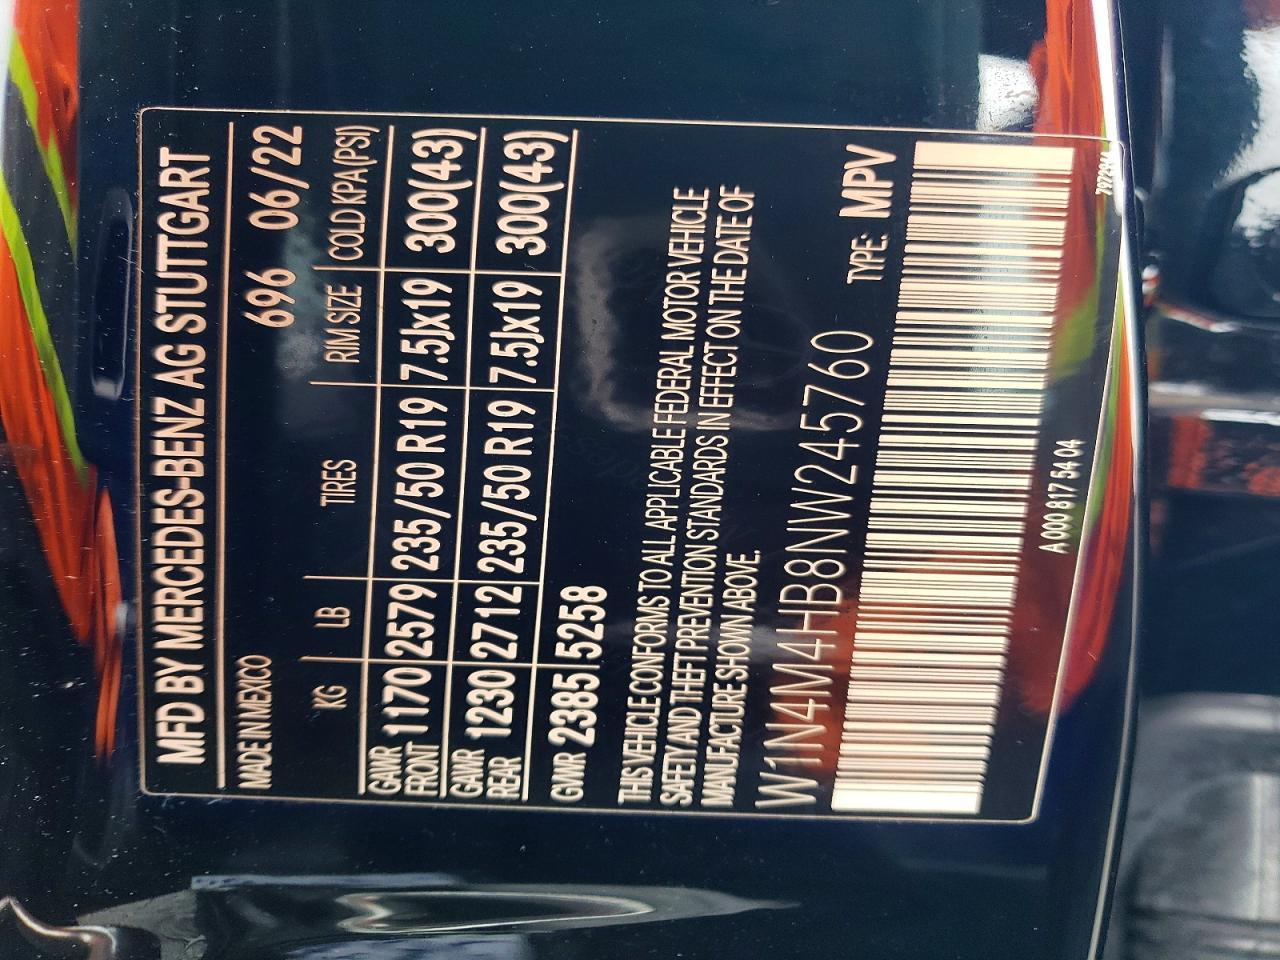 MFD BY MERCEDES-BENZ AG STUTTGART
MADE IN MEXICO 696 06/22
KG LB TIRES RIM SIZE COLD KPA(PSI)
GAWR FRONT 1170 2579 235/50 R19 7.5Jx19 300(43)
GAWR REAR 1230 2712 235/50 R19 7.5Jx19 300(43)
GWR 2385 5258
THIS VEHICLE CONFORMS TO ALL APPLICABLE FEDERAL MOTOR VEHICLE
SAFETY AND THEFT PREVENTION STANDARDS IN EFFECT ON THE DATE OF
MANUFACTURE SHOWN ABOVE.
W1N4M4HB8NW245760 TYPE: MPV
A 000 817 54 04